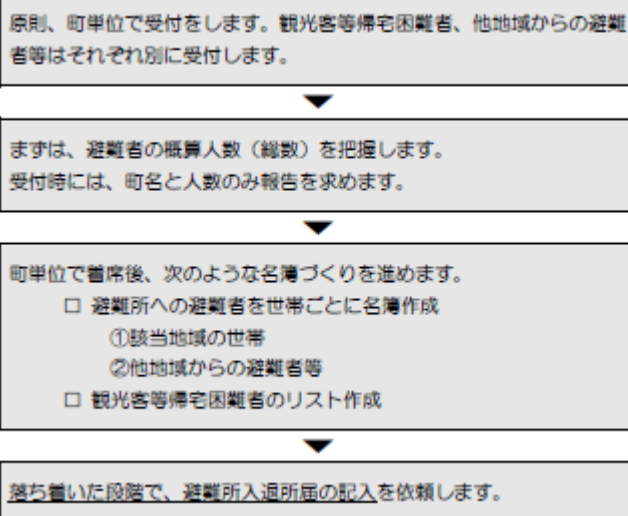 原則、町単位で受付をします。観光客等帰宅困難者、他地域からの避難
者等はそれぞれ別に受付します。
まずは、避難者の概算人数（総数）を把握します。
受付時には、町名と人数のみ報告を求めます。
町単位で着席後、次のような名簿づくりを進めます。
□ 避難所への避難者を世帯ごとに名簿作成
①該当地域の世帯
②他地域からの避難者等
□ 観光客等帰宅困難者のリスト作成
落ち着いた段階で、避難所入退所届の記入を依頼します。